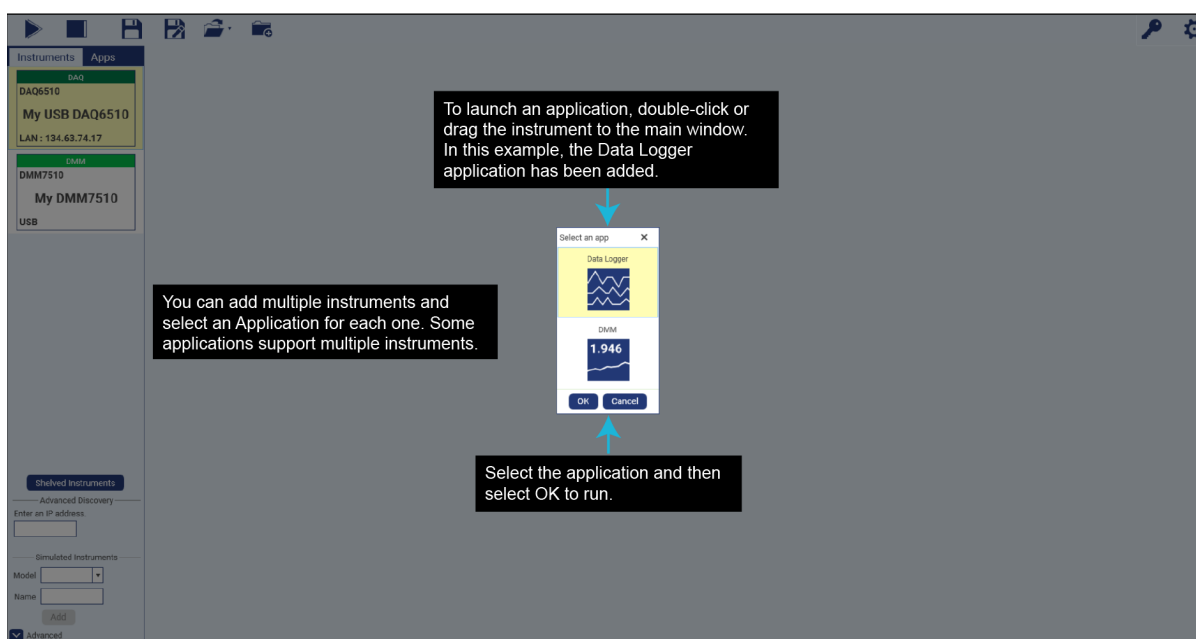 Instruments Apps
DAQ
DAQ6510
My USB DAQ6510
LAN : 134.63.74.17
DMM
DMM7510
My DMM7510
USB
To launch an application, double-click or
drag the instrument to the main window.
In this example, the Data Logger
application has been added.
Select an app
Data Logger
DMM
1.946
OK Cancel
You can add multiple instruments and
select an Application for each one. Some
applications support multiple instruments.
Select the application and then
select OK to run.
Shelved Instruments
Advanced Discovery
Enter an IP address.
Simulated Instruments
Model
Name
Add
Advanced